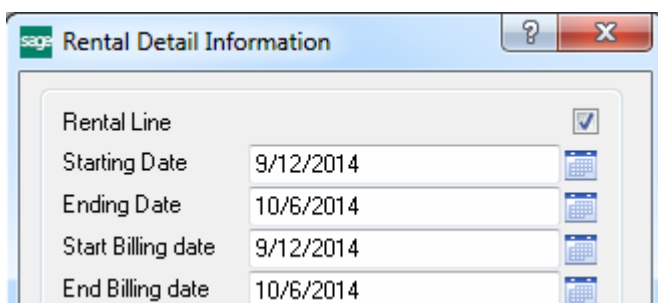 sage Rental Detail Information
Rental Line
Starting Date 9/12/2014
Ending Date 10/6/2014
Start Billing date 9/12/2014
End Billing date 10/6/2014